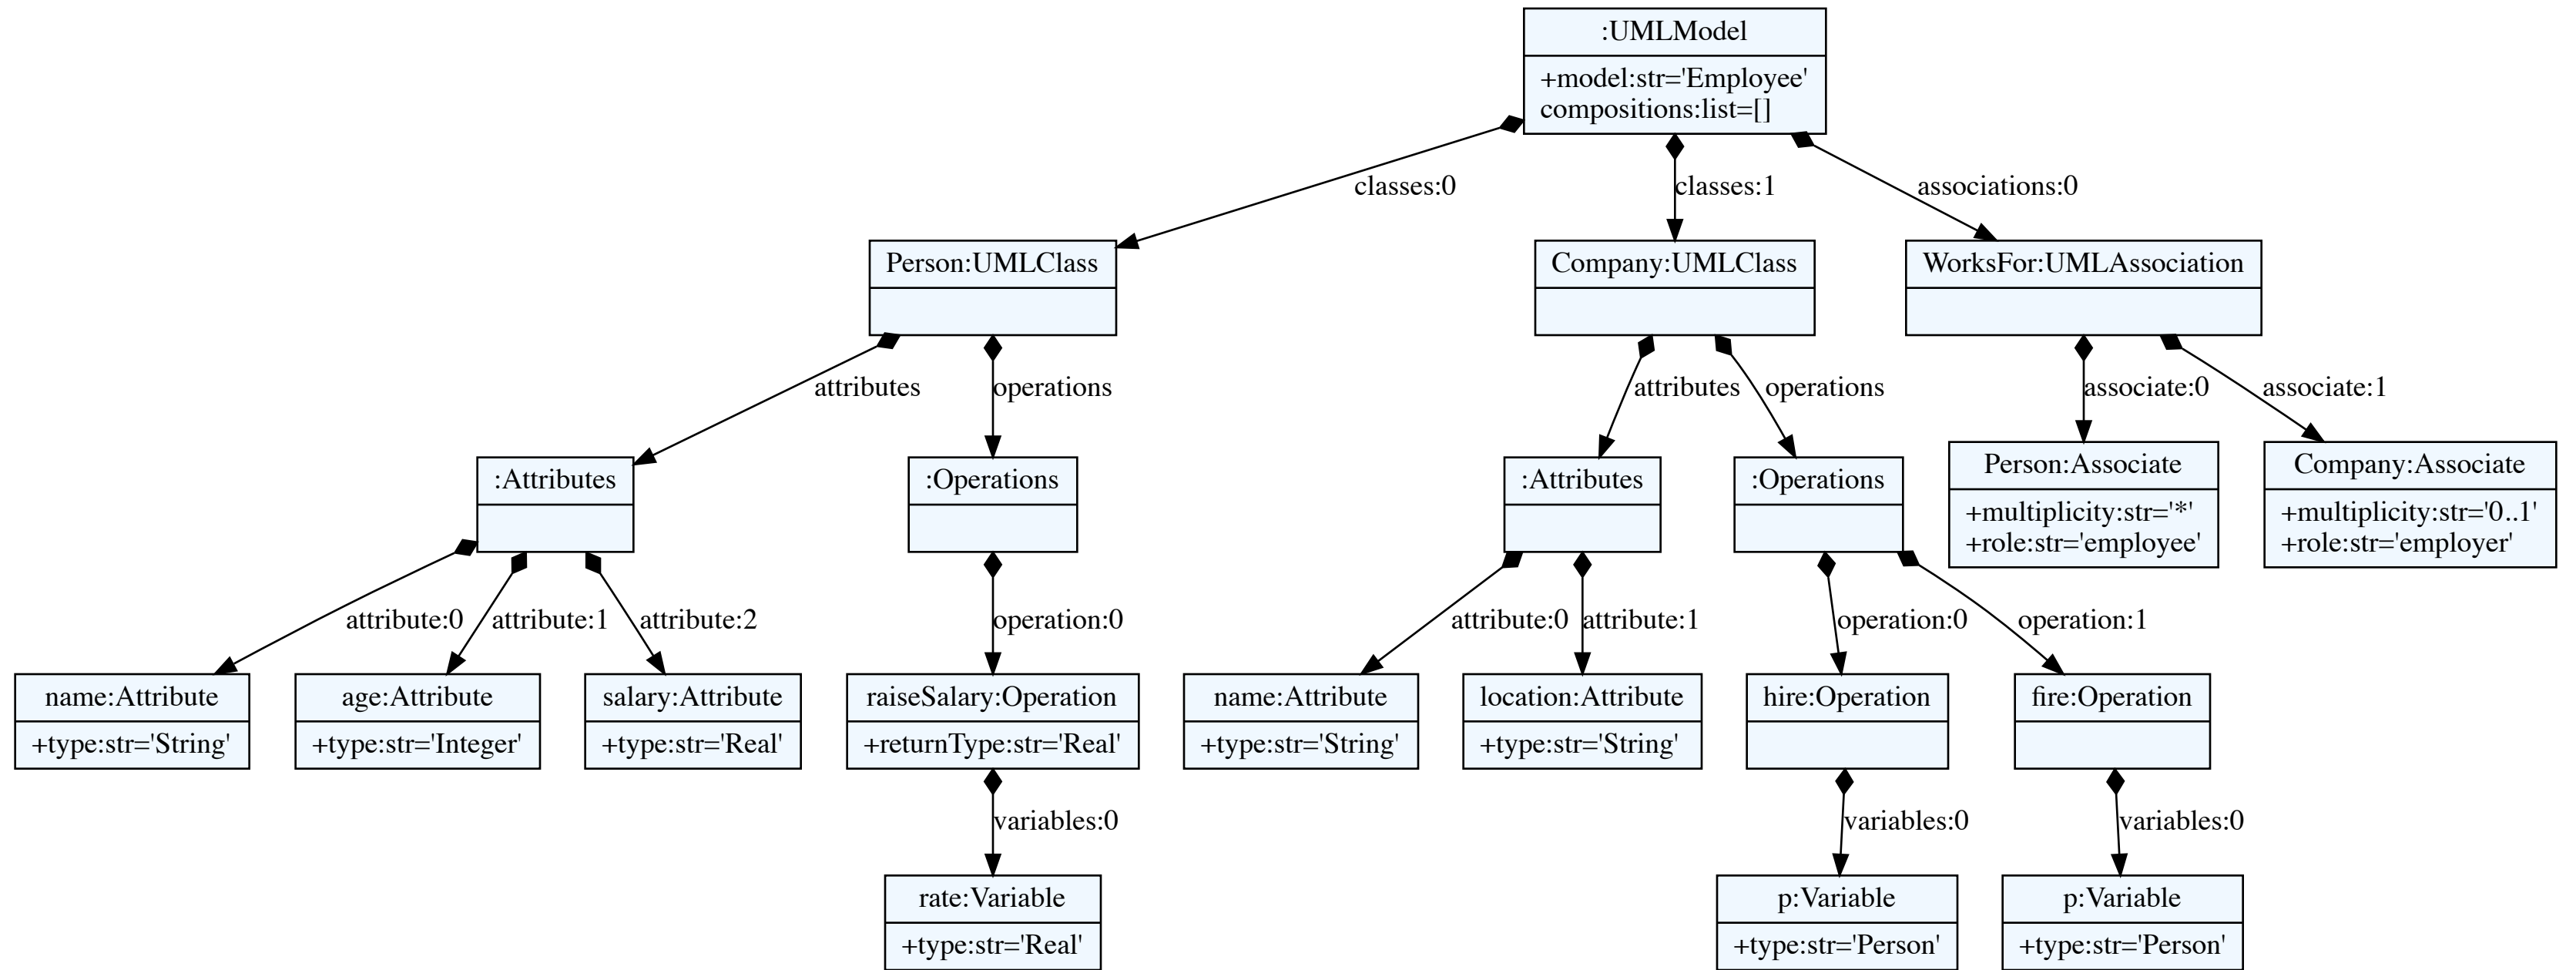 :UMLModel
+model:str='Employee'
compositions:list=[]
classes:0
classes:1
associations:0
Person:UMLClass
Company:UMLClass
WorksFor:UMLAssociation
attributes
operations
attributes
operations
associate:0
associate:1
:Attributes
:Operations
:Attributes
:Operations
Person:Associate
+multiplicity:str='*'
+role:str='employee'
Company:Associate
+multiplicity:str='0..1'
+role:str='employer'
attribute:0
attribute:1
attribute:2
operation:0
attribute:0
attribute:1
operation:0
operation:1
name:Attribute
+type:str='String'
age:Attribute
+type:str='Integer'
salary:Attribute
+type:str='Real'
raiseSalary:Operation
+returnType:str='Real'
name:Attribute
+type:str='String'
location:Attribute
+type:str='String'
hire:Operation
fire:Operation
variables:0
variables:0
variables:0
rate:Variable
+type:str='Real'
p:Variable
+type:str='Person'
p:Variable
+type:str='Person'